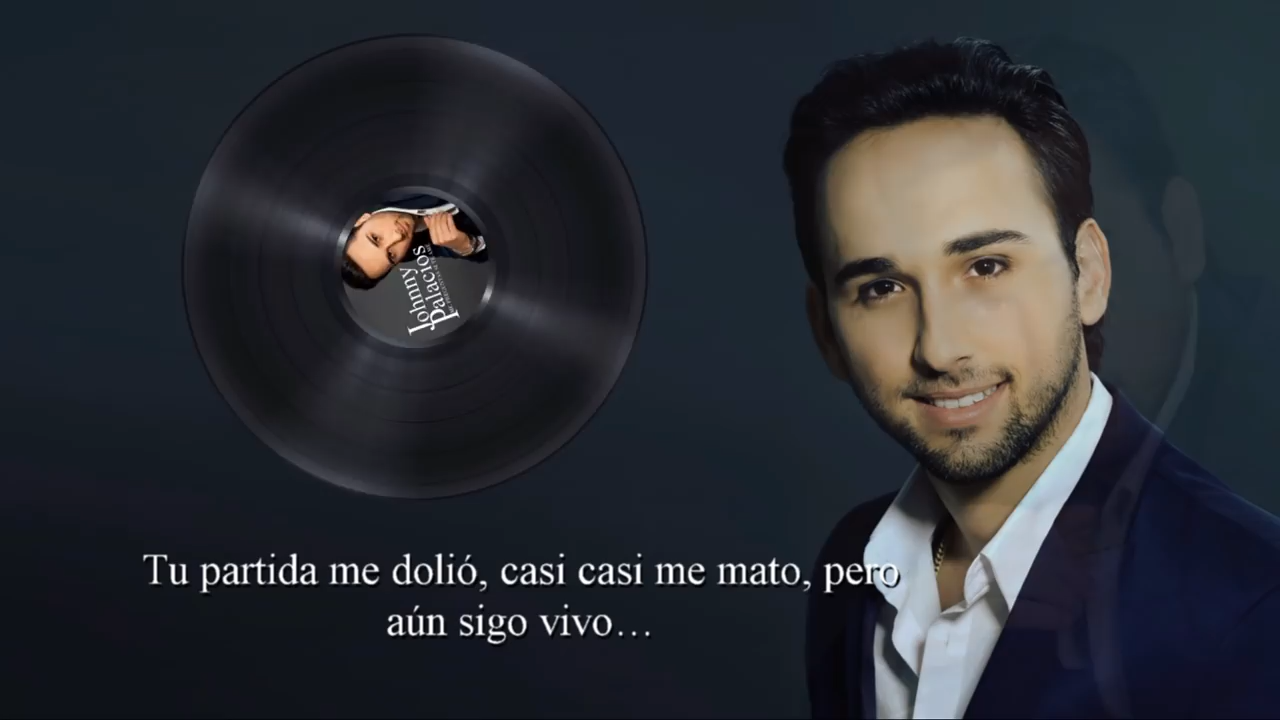 Johnny
Palacios
Tu partida me dolió, casi casi me mato, pero
aún sigo vivo…